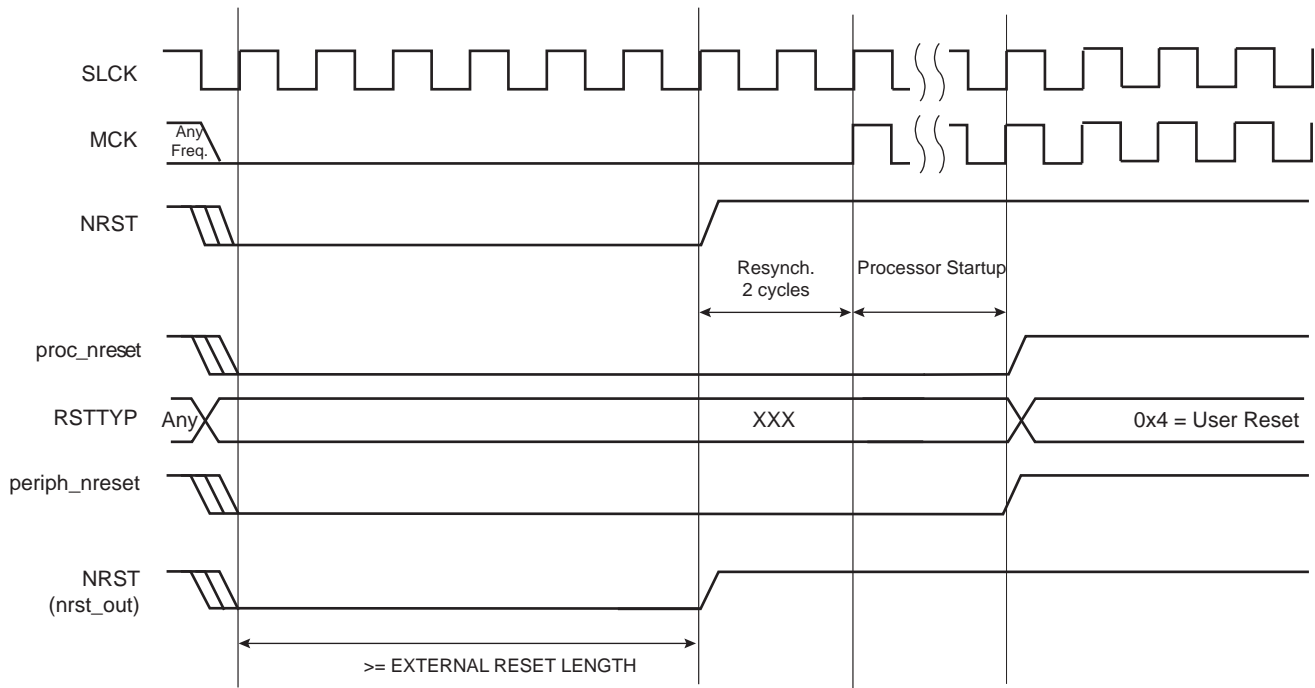 SLCK
MCK
Any
Freq.
NRST
Resynch.
2 cycles
Processor Startup
proc_nreset
RSTTYP
Any
XXX
0x4 = User Reset
periph_nreset
NRST
(nrst_out)
>= EXTERNAL RESET LENGTH